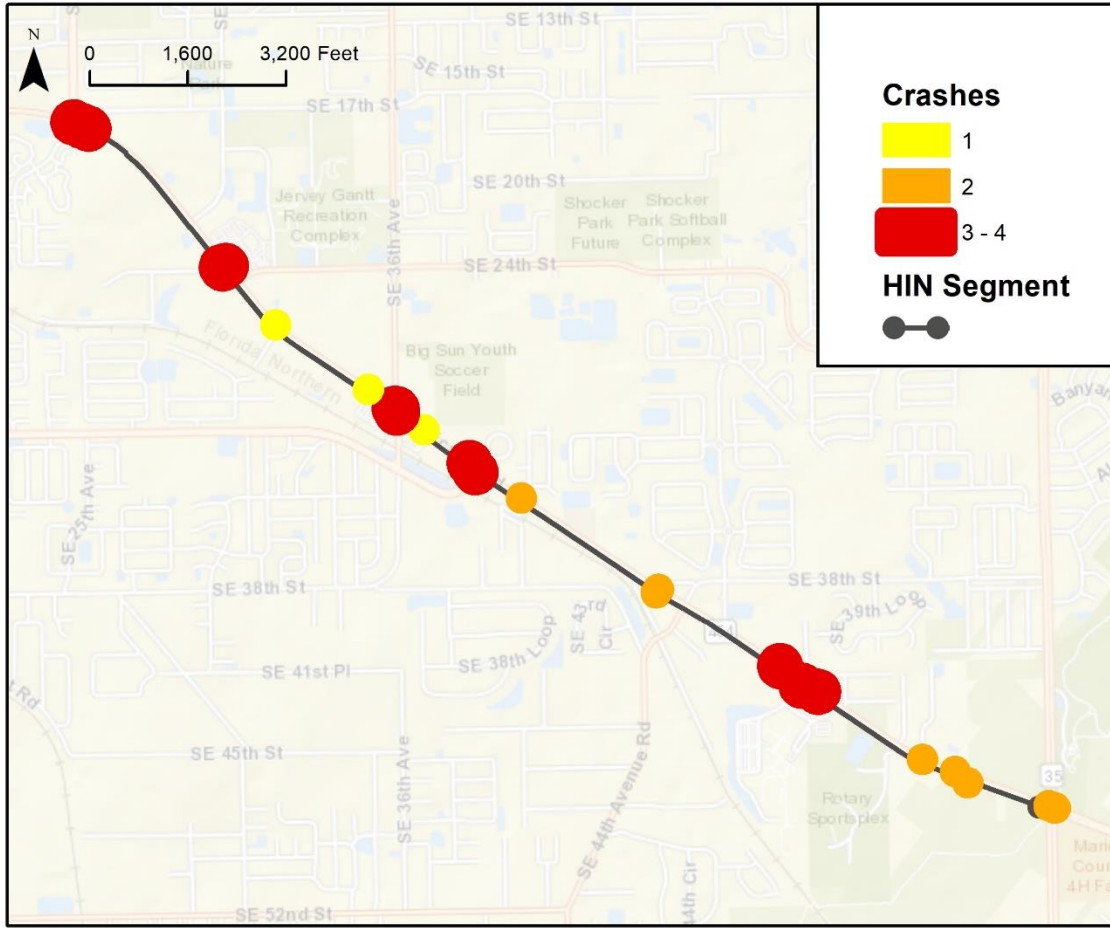 N
0 1,600 3,200 Feet
SE 13th St
SE 15th St
Nature
SE 17th St
Crashes
1
2
3 - 4
HIN Segment
SE 20th St
Jervey Gantt
Recreation
Complex
Shocker
Park
Future
Shocker
Park Softball
Complex
SE 36th Ave
SE 24th St
Florida Northern
Big Sun Youth
Soccer
Field
SE 25th Ave
SE 38th St
SE 38th St
SE 43rd
Cir
SE 38th Loop
SE 39th Loop
464
SE 41st Pl
SE 45th St
SE 36th Ave
SE 44th Avenue Rd
Rotary
Sportsplex
35
SE 52nd St